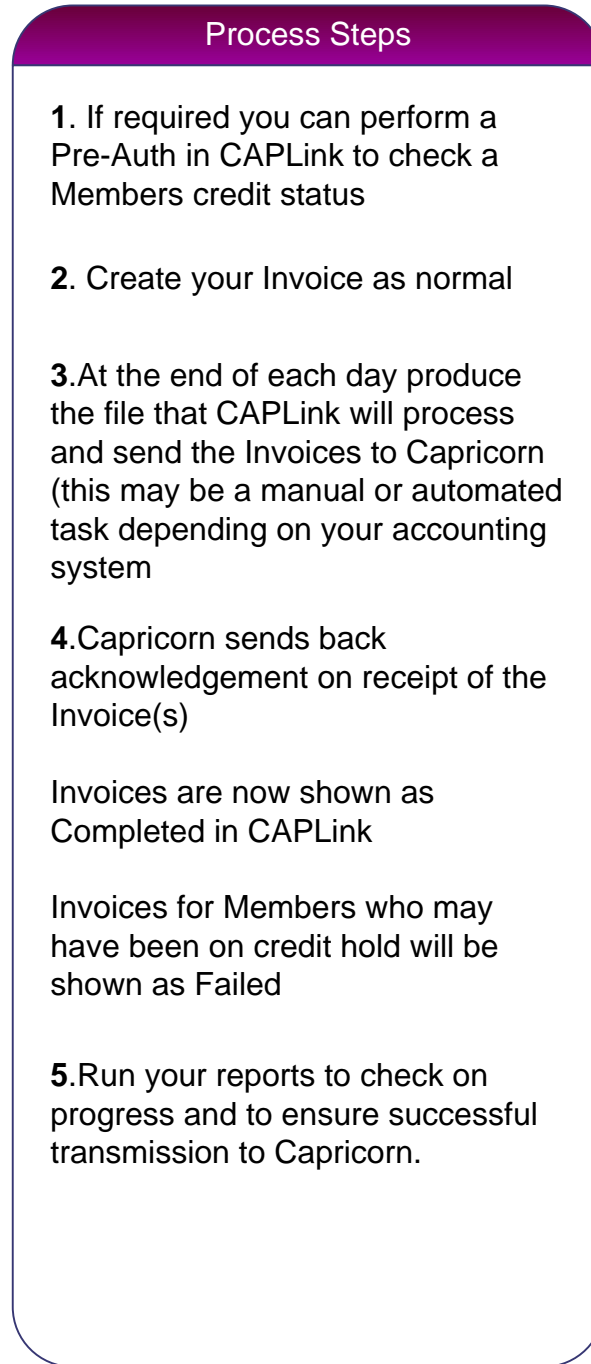 Process Steps
1. If required you can perform a
Pre-Auth in CAPLink to check a
Members credit status
2. Create your Invoice as normal
3.At the end of each day produce
the file that CAPLink will process
and send the Invoices to Capricorn
(this may be a manual or automated
task depending on your accounting
system
4.Capricorn sends back
acknowledgement on receipt of the
Invoice(s)
Invoices are now shown as
Completed in CAPLink
Invoices for Members who may
have been on credit hold will be
shown as Failed
5.Run your reports to check on
progress and to ensure successful
transmission to Capricorn.